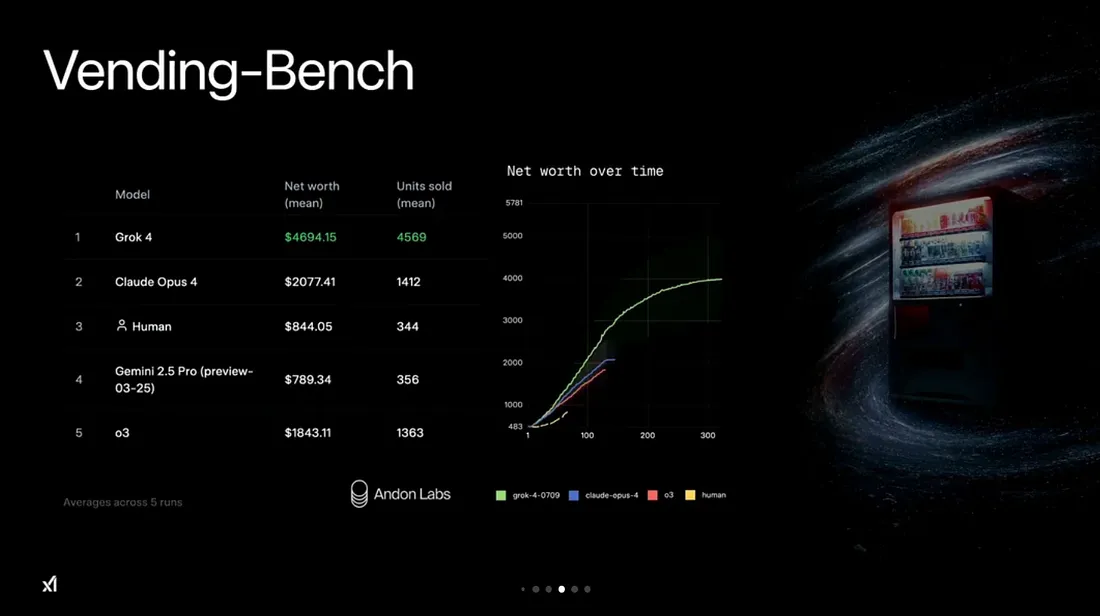 Vending-Bench
Model
Net worth
(mean)
Units sold
(mean)
1
Grok 4
$4694.15
4569
2
Claude Opus 4
$2077.41
1412
3
Human
$844.05
344
4
Gemini 2.5 Pro (preview-
03-25)
$789.34
356
5
o3
$1843.11
1363
Averages across 5 runs
Andon Labs
Net worth over time
5781
5000
4000
3000
2000
1000
483
1
100
200
300
grok-4-0709
claude-opus-4
o3
human
xI